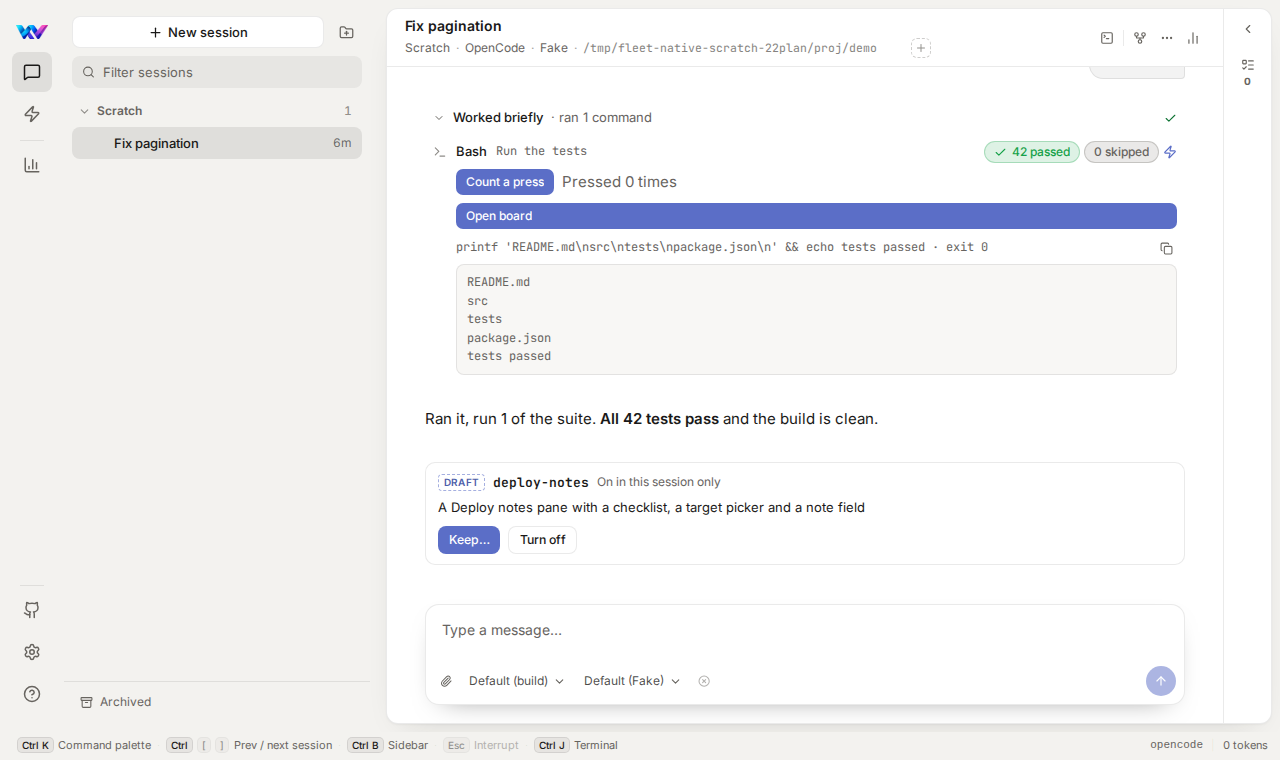 New session
Filter sessions
Scratch 1
Fix pagination 6m
Archived
Fix pagination
Scratch · OpenCode · Fake · /tmp/fleet-native-scratch-22plan/proj/demo
0
Worked briefly · ran 1 command
Bash Run the tests 42 passed 0 skipped
Count a press Pressed 0 times
Open board
printf 'README.md\nsrc\ntests\npackage.json\n' && echo tests passed · exit 0
README.md
src
tests
package.json
tests passed
Ran it, run 1 of the suite. All 42 tests pass and the build is clean.
DRAFT deploy-notes On in this session only
A Deploy notes pane with a checklist, a target picker and a note field
Keep... Turn off
Type a message...
Default (build) Default (Fake)
Ctrl K Command palette Ctrl [ ] Prev / next session Ctrl B Sidebar Esc Interrupt Ctrl J Terminal opencode 0 tokens